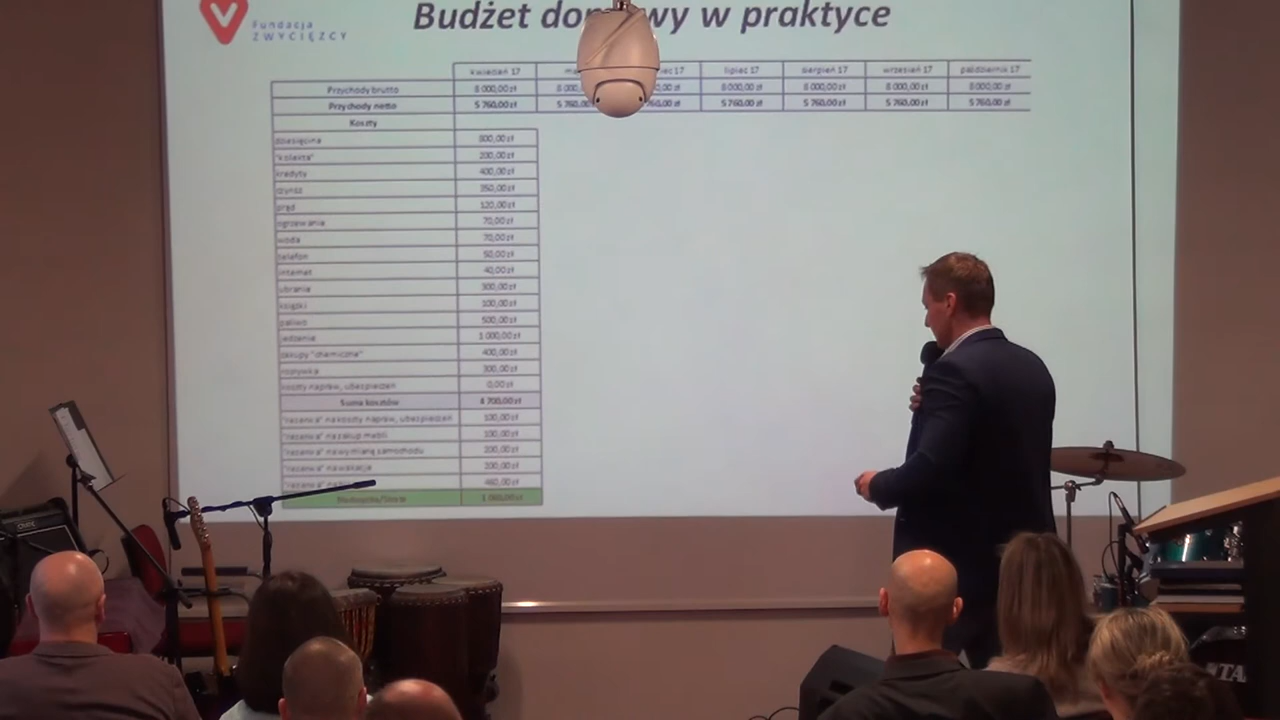 Budżet do wy w praktyce
Fundacja
ZWYCIĘZCY
kwiecień 17 lipiec 17 sierpień 17 wrzesień 17 październik 17
Przychody brutto 8 000,00 zł 8 000,00 zł 8 000,00 zł 8 000,00 zł 8 000,00 zł
Przychody netto 5 760,00 zł 5 760,00 zł 5 760,00 zł 5 760,00 zł 5 760,00 zł 5 760,00 zł
Koszty
dziesięcina 800,00 zł
"kolekta" 200,00 zł
kredyty 400,00 zł
czynsz 350,00 zł
prąd 120,00 zł
ogrzewanie 70,00 zł
woda 70,00 zł
telefon 50,00 zł
internet 40,00 zł
ubrania 300,00 zł
książki 100,00 zł
paliwo 500,00 zł
jedzenie 1 000,00 zł
zakupy "chemiczne" 400,00 zł
rozrywka 300,00 zł
koszty napraw, ubezpieczeń 0,00 zł
Suma kosztów 4 700,00 zł
"rezerwa" na koszty napraw, ubezpieczeń 100,00 zł
"rezerwa" na zakup mebli 100,00 zł
"rezerwa" na wymianę samochodu 200,00 zł
"rezerwa" na wakacje 200,00 zł
"rezerwa" 460,00 zł
Nadwyżka/Strata 1 060,00 zł
TAMA